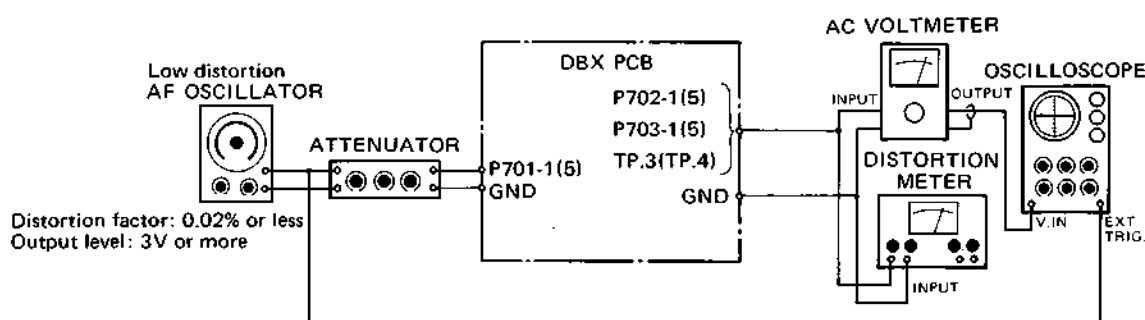 Low distortion
AF OSCILLATOR
Distortion factor: 0.02% or less
Output level: 3V or more
ATTENUATOR
P701-1(5)
GND
DBX PCB
P702-1(5)
P703-1(5)
TP.3(TP.4)
GND
AC VOLTMETER
INPUT
OUTPUT
DISTORTION
METER
INPUT
OSCILLOSCOPE
V.IN
EXT
TRIG.